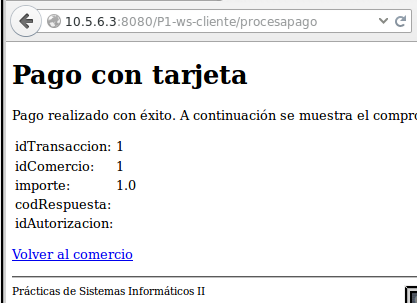 10.5.6.3:8080/P1-ws-cliente/procesapago
Pago con tarjeta
Pago realizado con éxito. A continuación se muestra el
idTransaccion: 1
idComercio: 1
importe: 1.0
codRespuesta:
idAutorizacion:
Volver al comercio
Prácticas de Sistemas Informáticos II